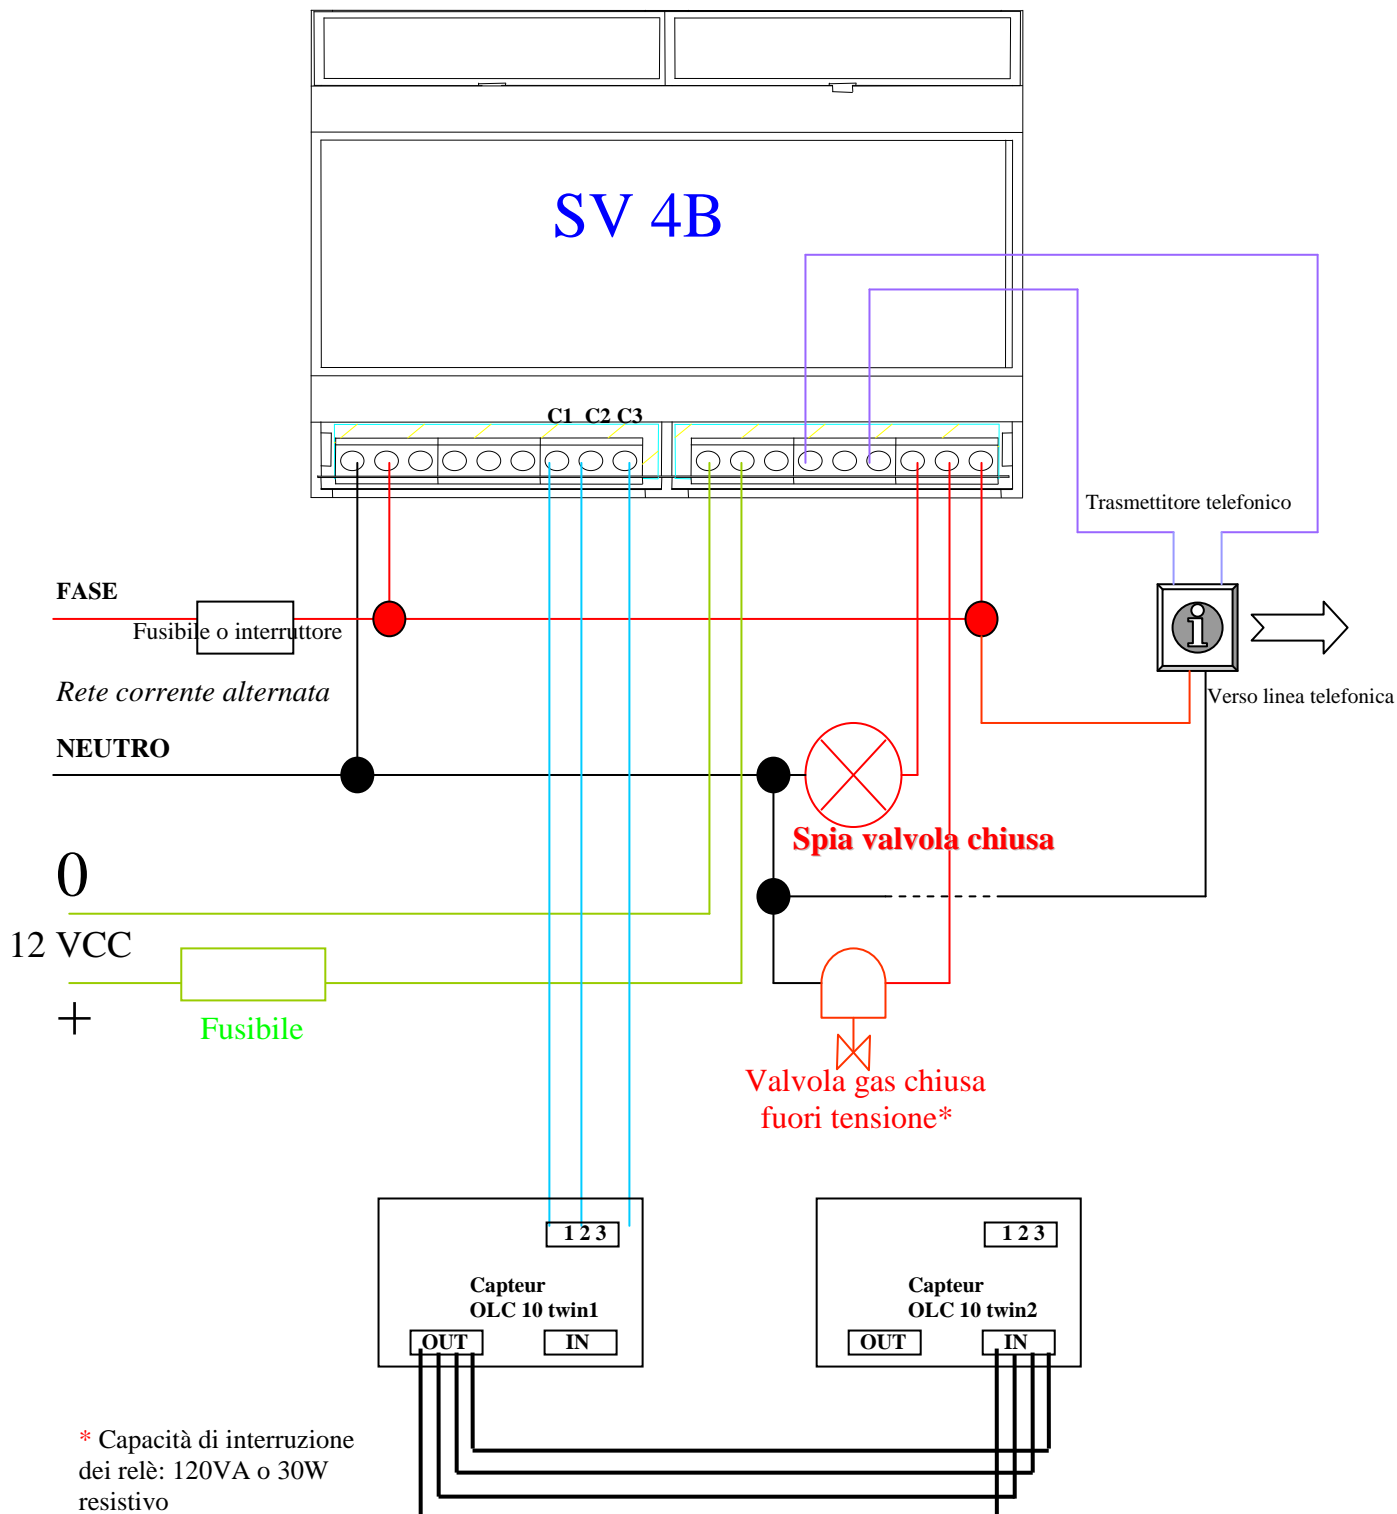 SV 4B
C1 C2 C3
Trasmettitore telefonico
FASE
Fusibile o interruttore
Rete corrente alternata
Verso linea telefonica
NEUTRO
Spia valvola chiusa
0
12 VCC
+
Fusibile
Valvola gas chiusa
fuori tensione*
1 2 3
Capteur
OLC 10 twin1
OUT
IN
1 2 3
Capteur
OLC 10 twin2
OUT
IN
* Capacità di interruzione
dei relè: 120VA o 30W
resistivo